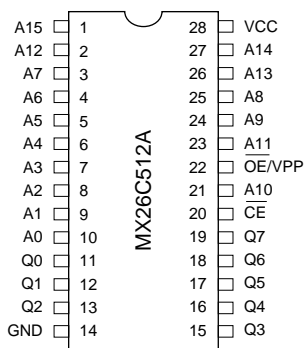 A15 1 28 VCC
A12 2 27 A14
A7 3 26 A13
A6 4 25 A8
A5 5 24 A9
A4 6 23 A11
A3 7 22 OE/VPP
A2 8 21 A10
A1 9 20 CE
A0 10 19 Q7
Q0 11 18 Q6
Q1 12 17 Q5
Q2 13 16 Q4
GND 14 15 Q3
MX26C512A